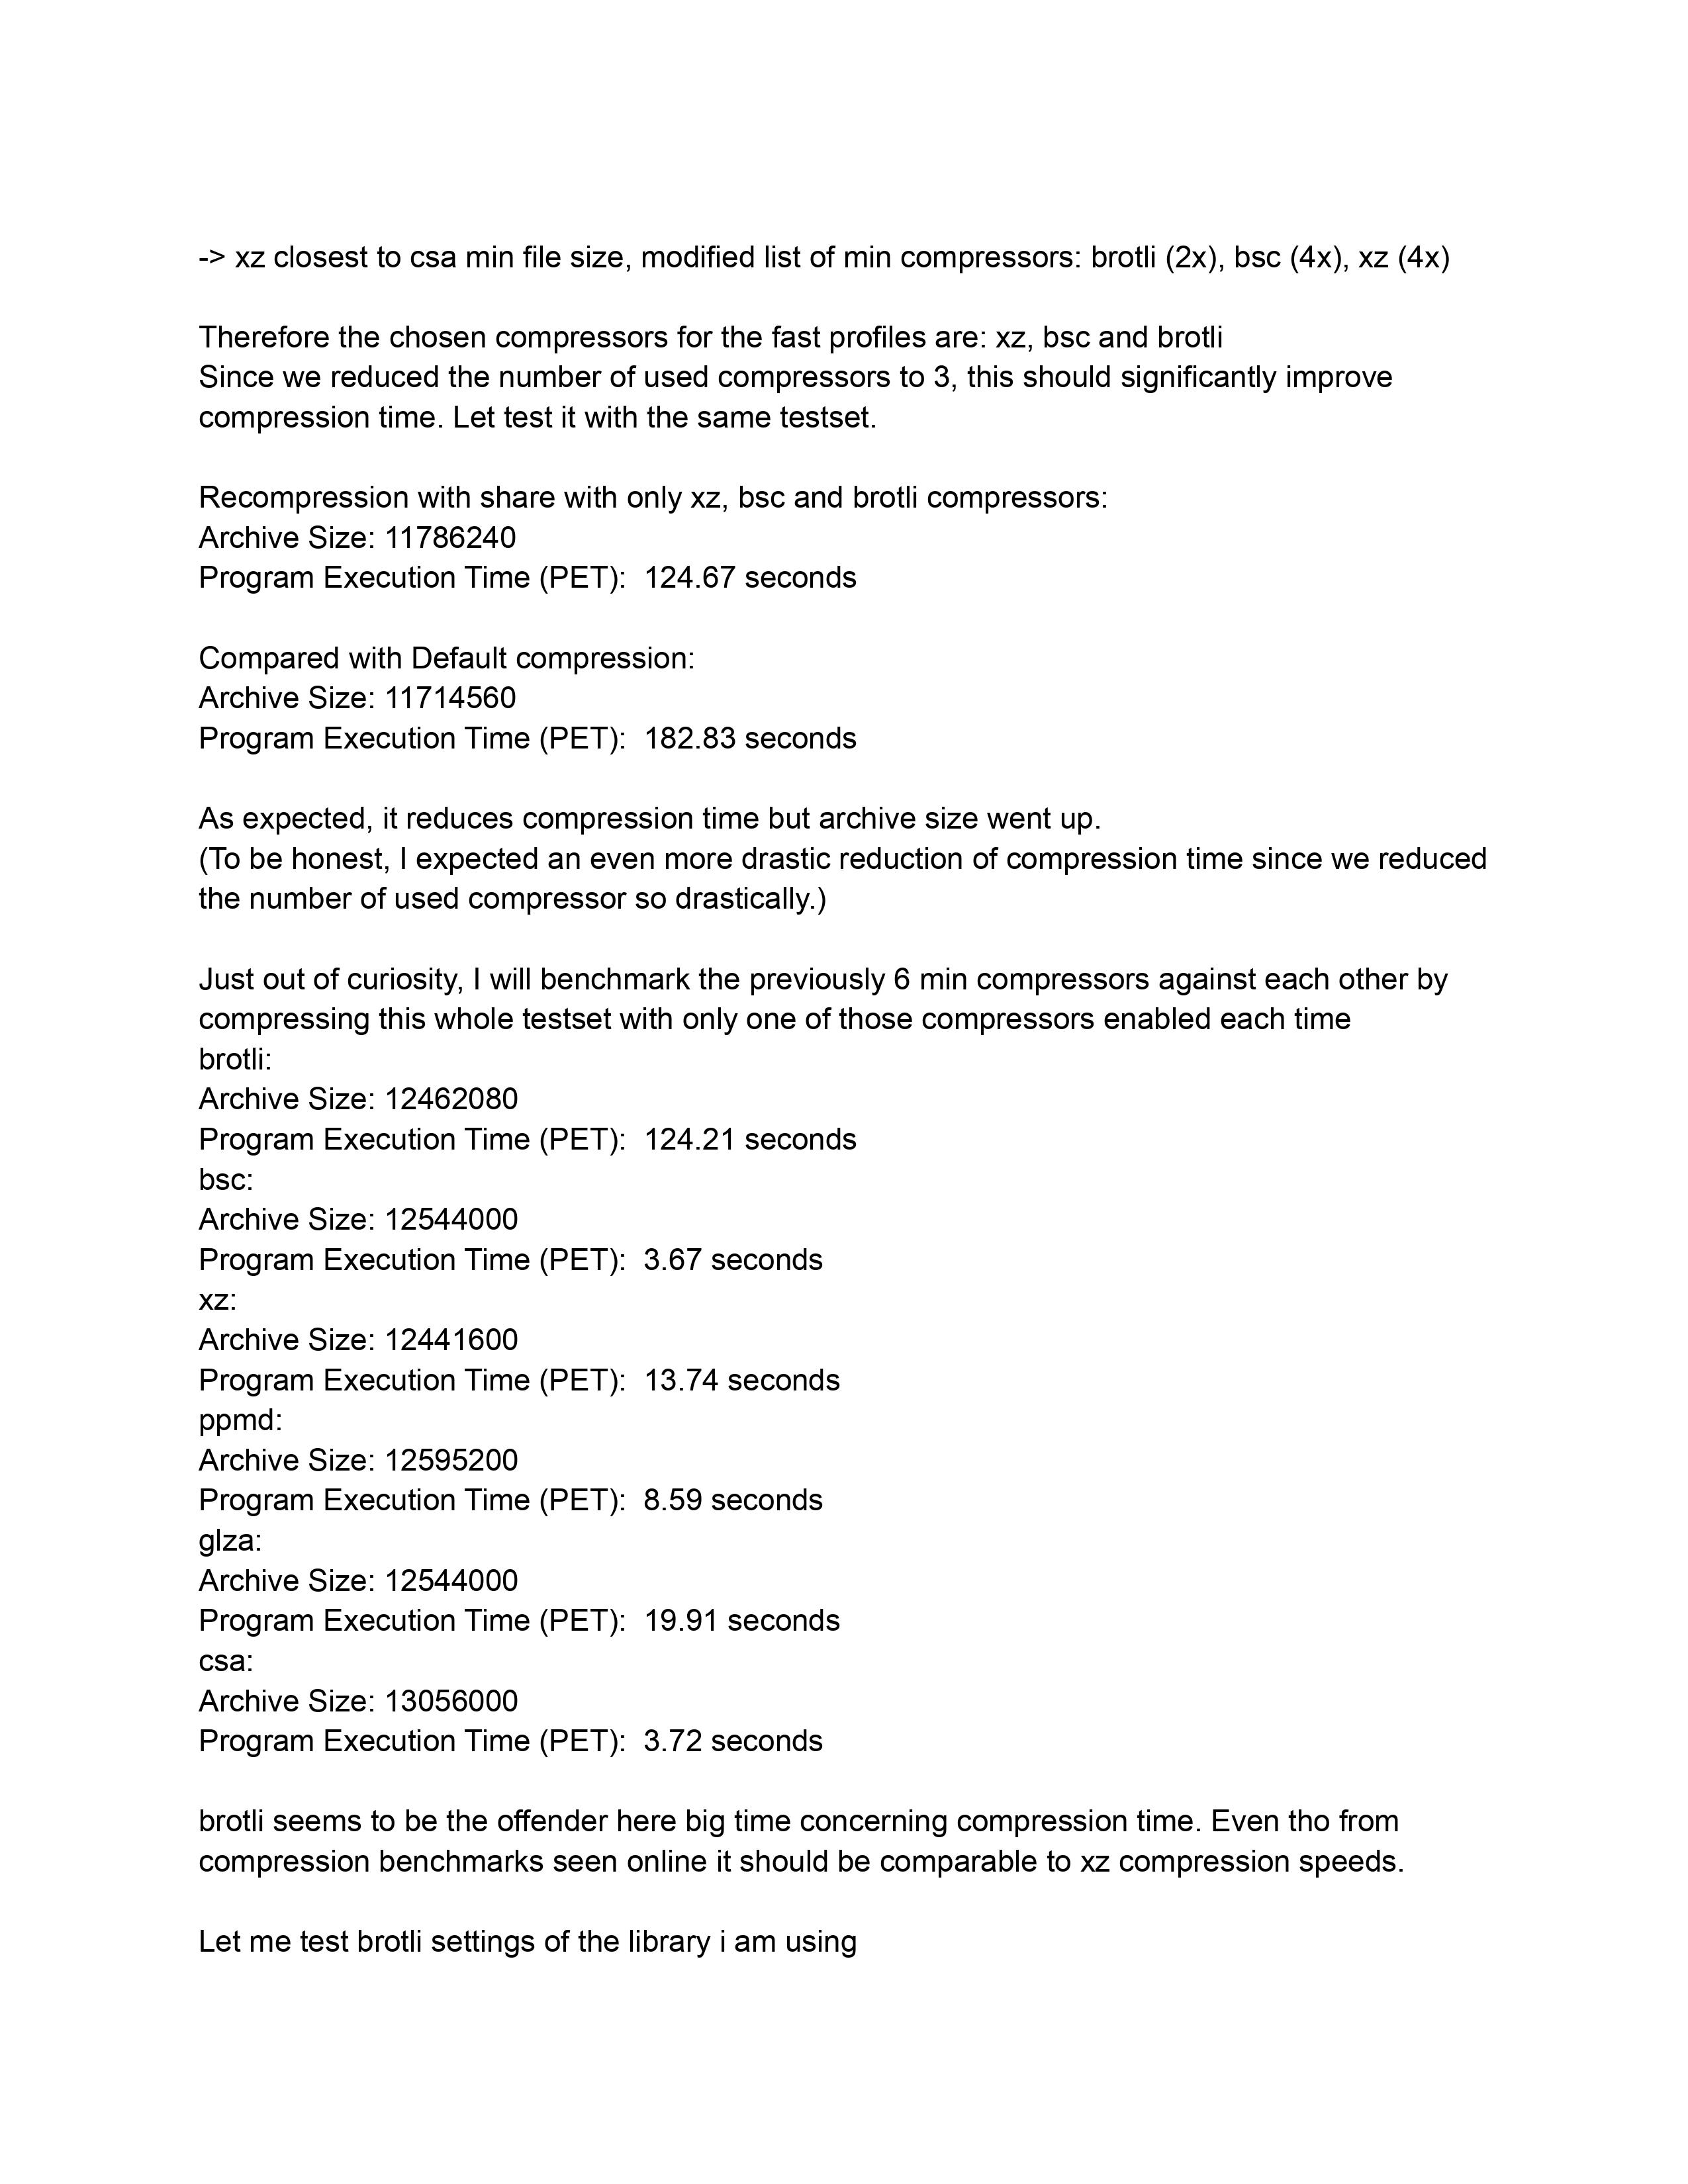 -> xz closest to csa min file size, modified list of min compressors: brotli (2x), bsc (4x), xz (4x)
Therefore the chosen compressors for the fast profiles are: xz, bsc and brotli
Since we reduced the number of used compressors to 3, this should significantly improve
compression time. Let test it with the same testset.
Recompression with share with only xz, bsc and brotli compressors:
Archive Size: 11786240
Program Execution Time (PET):  124.67 seconds
Compared with Default compression:
Archive Size: 11714560
Program Execution Time (PET):  182.83 seconds
As expected, it reduces compression time but archive size went up.
(To be honest, I expected an even more drastic reduction of compression time since we reduced
the number of used compressor so drastically.)
Just out of curiosity, I will benchmark the previously 6 min compressors against each other by
compressing this whole testset with only one of those compressors enabled each time
brotli:
Archive Size: 12462080
Program Execution Time (PET):  124.21 seconds
bsc:
Archive Size: 12544000
Program Execution Time (PET):  3.67 seconds
xz:
Archive Size: 12441600
Program Execution Time (PET):  13.74 seconds
ppmd:
Archive Size: 12595200
Program Execution Time (PET):  8.59 seconds
glza:
Archive Size: 12544000
Program Execution Time (PET):  19.91 seconds
csa:
Archive Size: 13056000
Program Execution Time (PET):  3.72 seconds
brotli seems to be the offender here big time concerning compression time. Even tho from
compression benchmarks seen online it should be comparable to xz compression speeds.
Let me test brotli settings of the library i am using